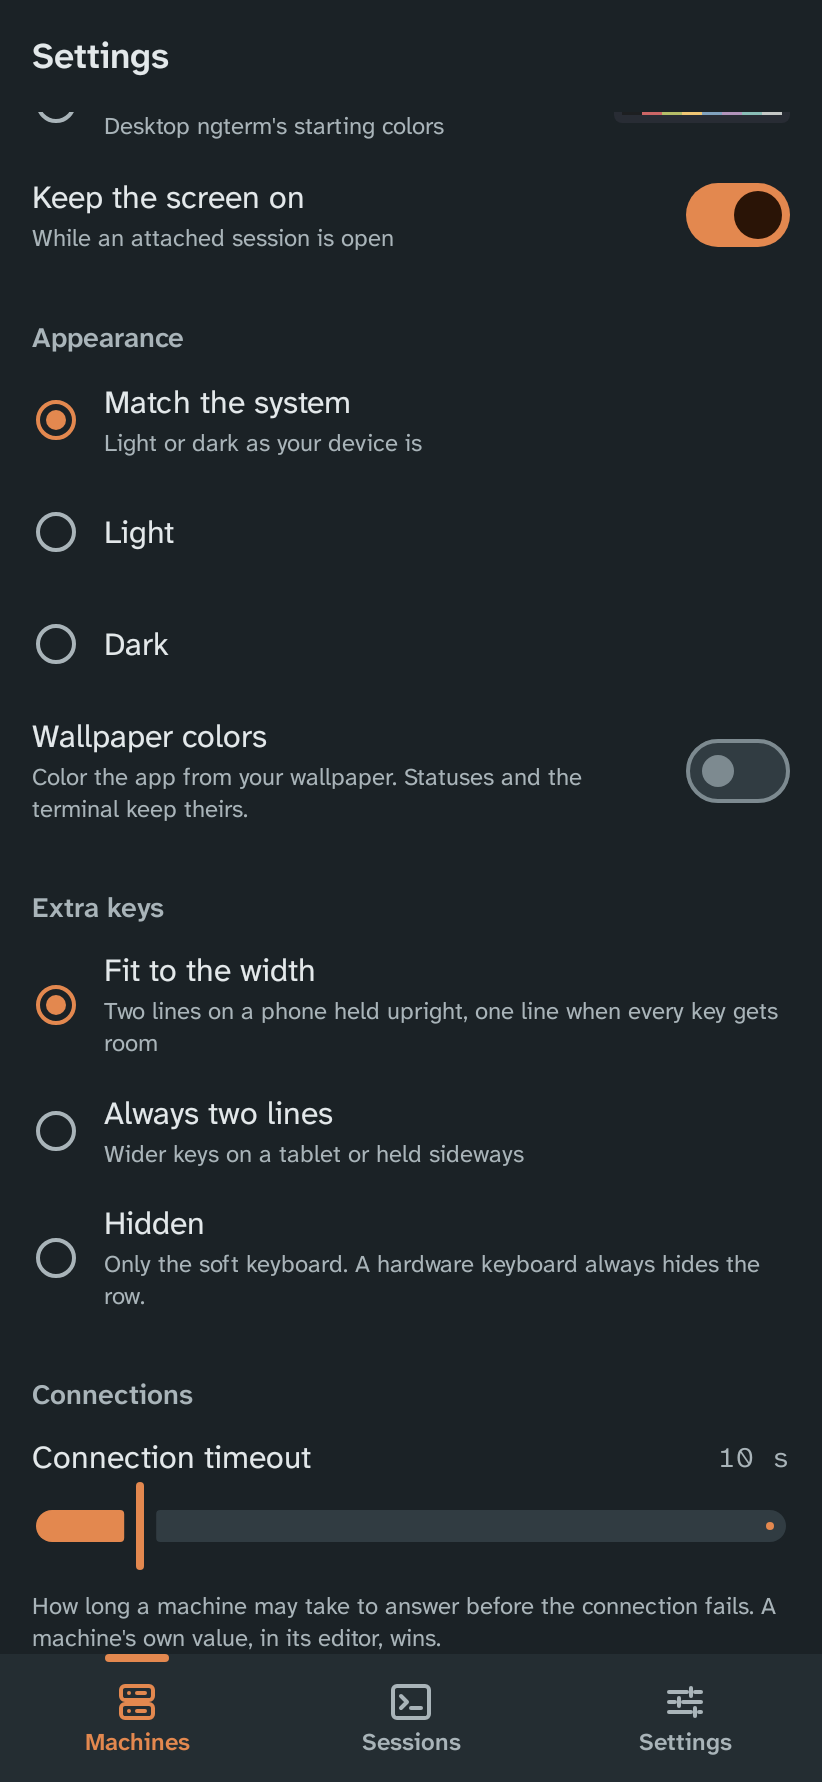 Settings
Desktop ngterm's starting colors
Keep the screen on
While an attached session is open
Appearance
Match the system
Light or dark as your device is
Light
Dark
Wallpaper colors
Color the app from your wallpaper. Statuses and the
terminal keep theirs.
Extra keys
Fit to the width
Two lines on a phone held upright, one line when every key gets
room
Always two lines
Wider keys on a tablet or held sideways
Hidden
Only the soft keyboard. A hardware keyboard always hides the
row.
Connections
Connection timeout 10 s
How long a machine may take to answer before the connection fails. A
machine's own value, in its editor, wins.
Machines Sessions Settings